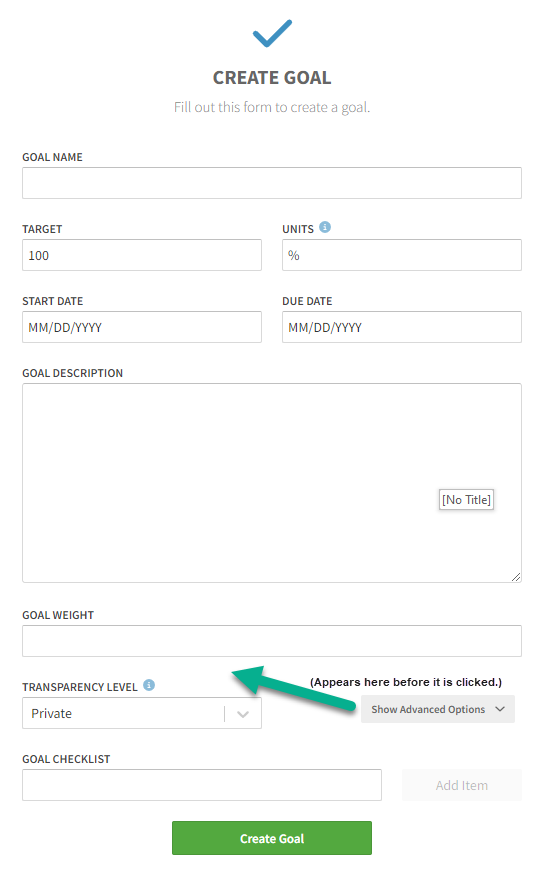 CREATE GOAL
Fill out this form to create a goal.
GOAL NAME
TARGET
UNITS
100
%
START DATE
DUE DATE
MM/DD/YYYY
MM/DD/YYYY
GOAL DESCRIPTION
[No Title]
GOAL WEIGHT
(Appears here before it is clicked.)
TRANSPARENCY LEVEL
Private
Show Advanced Options
GOAL CHECKLIST
Add Item
Create Goal